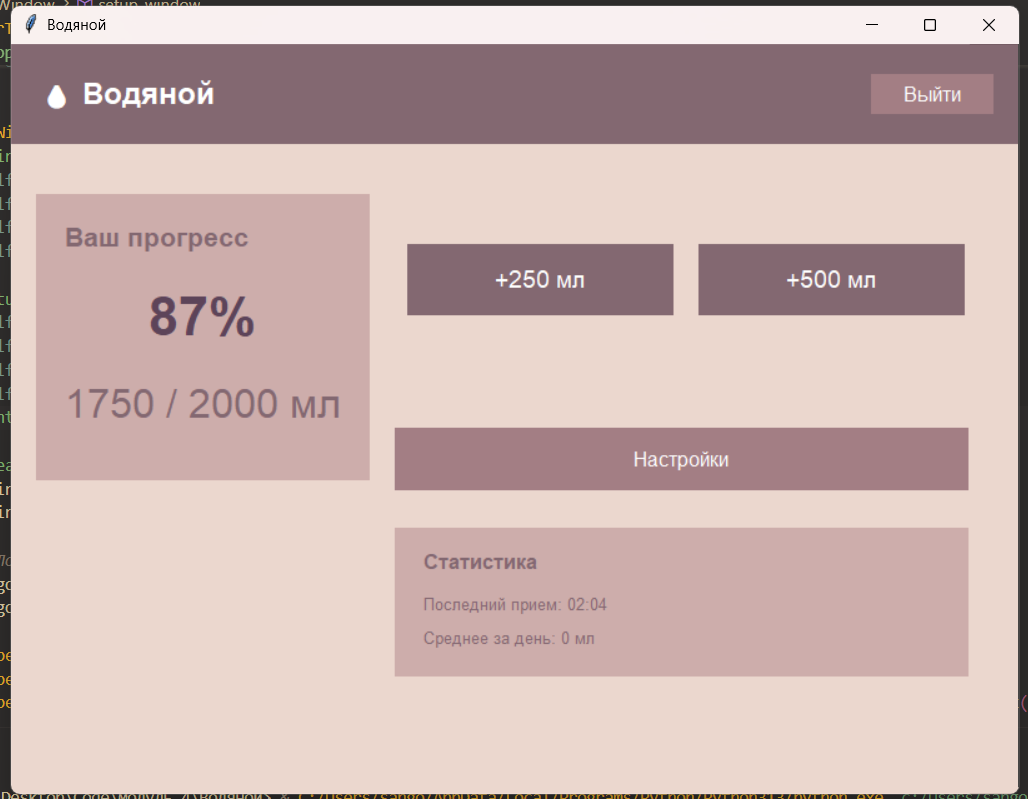 Водяной
Водяной
Выйти
Ваш прогресс
87%
1750 / 2000 мл
+250 мл
+500 мл
Настройки
Статистика
Последний прием: 02:04
Среднее за день: 0 мл